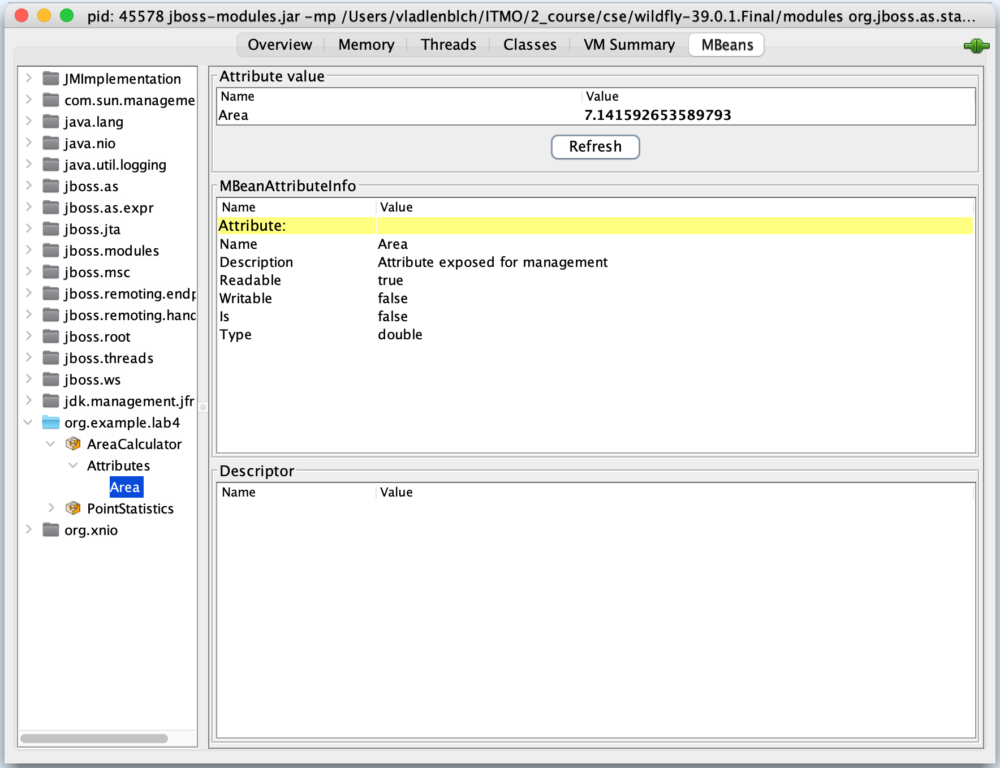 pid: 45578 jboss-modules.jar -mp /Users/vladlenblch/ITMO/2_course/cse/wildfly-39.0.1.Final/modules org.jboss.as.sta...
Overview Memory Threads Classes VM Summary MBeans
JMImplementation
com.sun.manageme
java.lang
java.nio
java.util.logging
jboss.as
jboss.as.expr
jboss.jta
jboss.modules
jboss.msc
jboss.remoting.endp
jboss.remoting.hand
jboss.root
jboss.threads
jboss.ws
jdk.management.jfr
org.example.lab4
AreaCalculator
Attributes
Area
PointStatistics
org.xnio
Attribute value
Name Value
Area 7.141592653589793
Refresh
MBeanAttributeInfo
Name Value
Attribute:
Name Area
Description Attribute exposed for management
Readable true
Writable false
Is false
Type double
Descriptor
Name Value